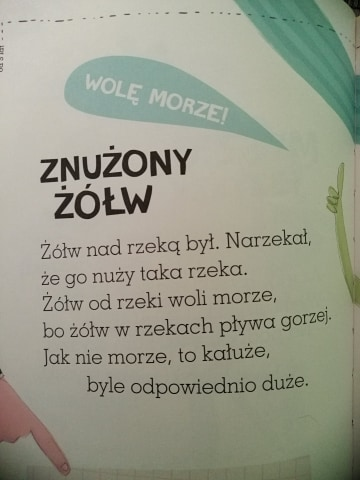 WOLĘ MORZE!
ZNUŻONY
ŻÓŁW
Żółw nad rzeką był. Narzekał,
że go nuży taka rzeka.
Żółw od rzeki woli morze,
bo żółw w rzekach pływa gorzej.
Jak nie morze, to kałuże,
byle odpowiednio duże.